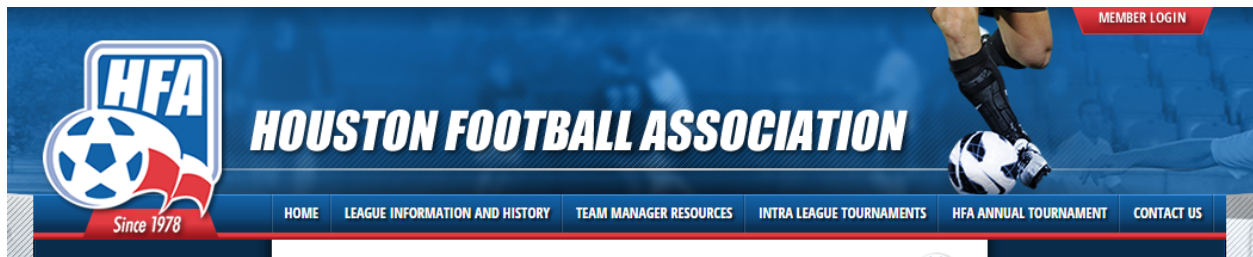 MEMBER LOGIN
HFA
HOUSTON FOOTBALL ASSOCIATION
Since 1978
HOME LEAGUE INFORMATION AND HISTORY TEAM MANAGER RESOURCES INTRA LEAGUE TOURNAMENTS HFA ANNUAL TOURNAMENT CONTACT US